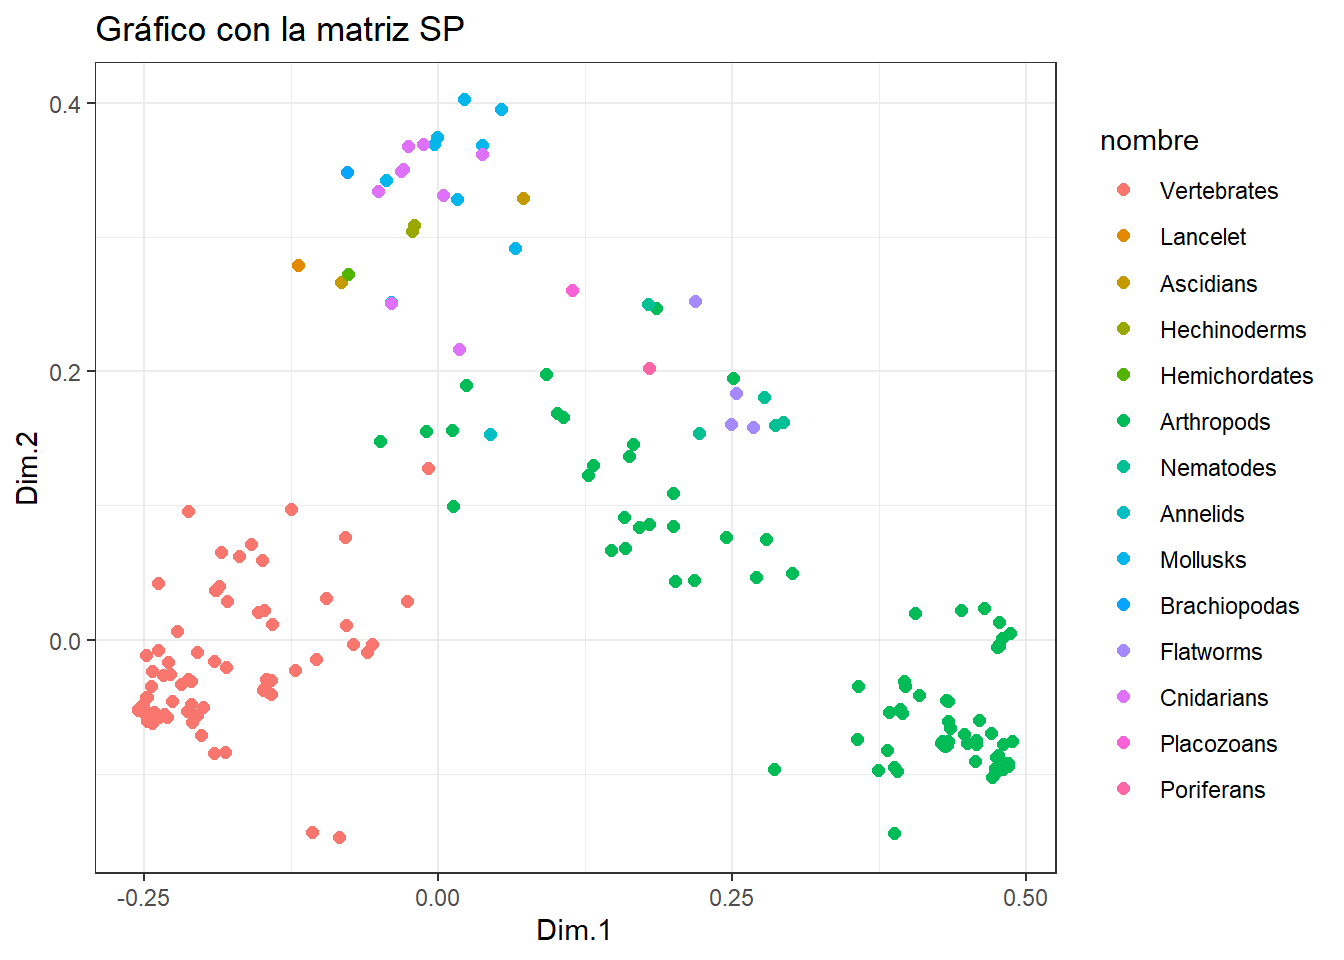 Gráfico con la matriz SP
0.4
0.2
0.0
Dim.2
-0.25
0.00
0.25
0.50
Dim.1
nombre
Vertebrates
Lancelet
Ascidians
Hechinoderms
Hemichordates
Arthropods
Nematodes
Annelids
Mollusks
Brachiopodas
Flatworms
Cnidarians
Placozoans
Poriferans